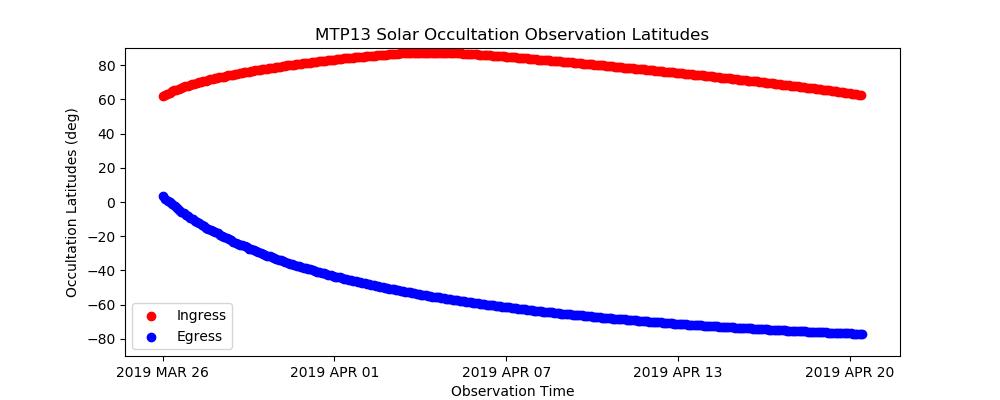 MTP13 Solar Occultation Observation Latitudes
Occultation Latitudes (deg)
80
60
40
20
0
−20
−40
−60
−80
Ingress
Egress
2019 MAR 26
2019 APR 01
2019 APR 07
2019 APR 13
2019 APR 20
Observation Time